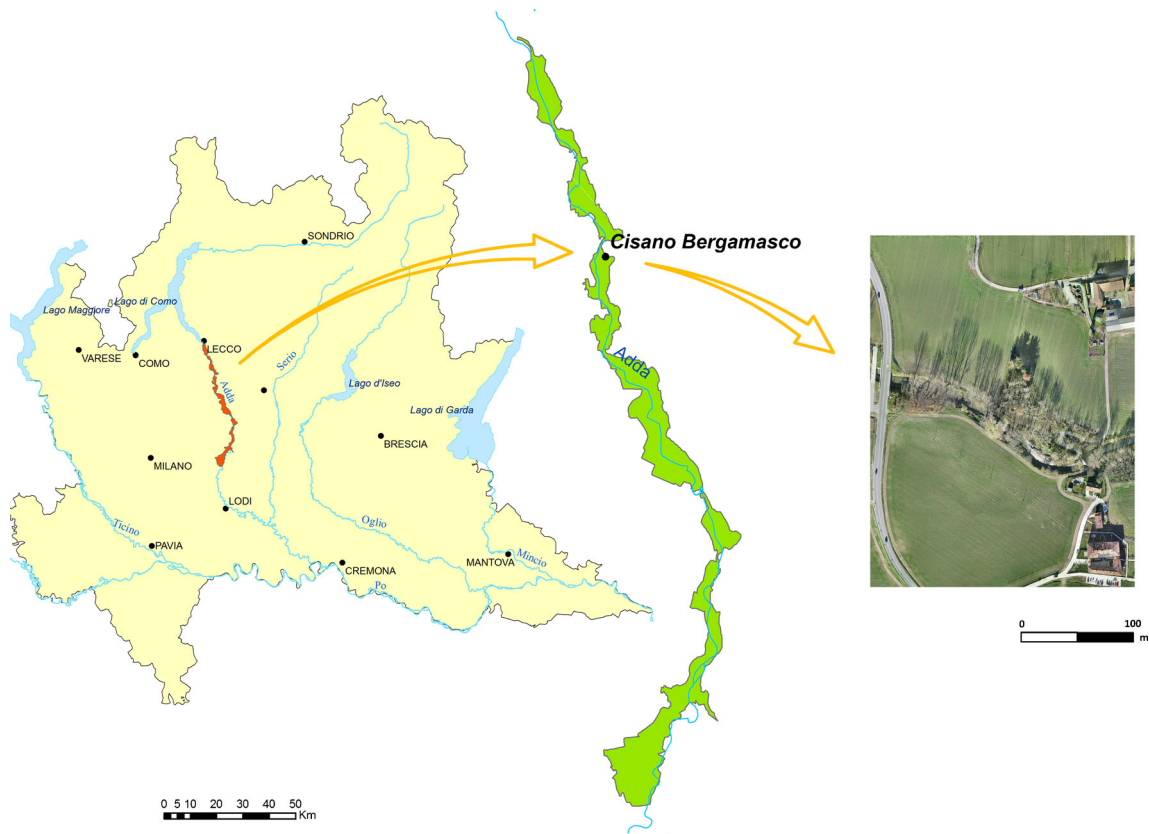 SONDRIO
Lago Maggiore
Lago di Como
VARESE
COMO
LECCO
Adda
Serio
Lago d'Iseo
Lago di Garda
BRESCIA
MILANO
LODI
Ticino
PAVIA
Oglio
CREMONA
Po
MANTOVA
Mincio
0 5 10 20 30 40 50
Km
Cisano Bergamasco
Adda
0 100
m